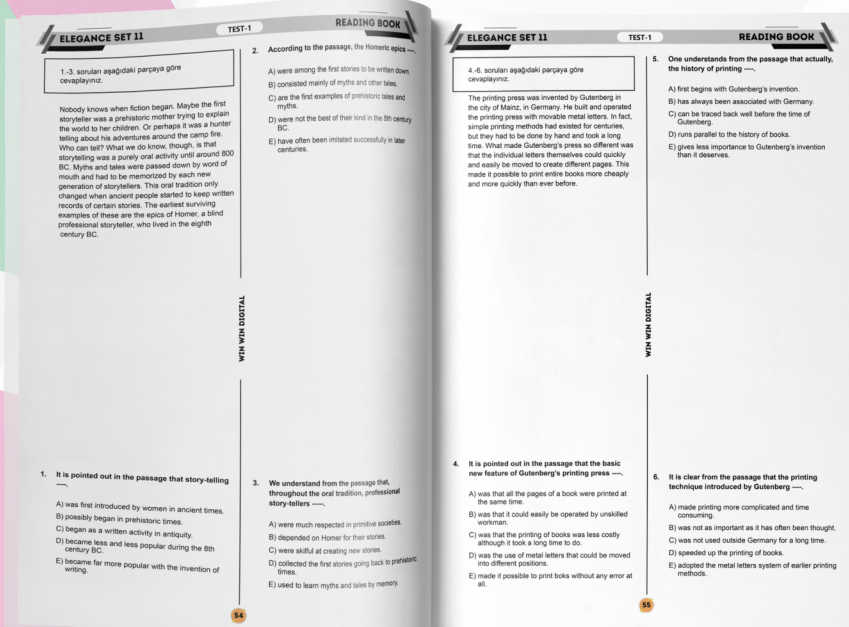 ELEGANCE SET 11
TEST-1
READING BOOK
1.-3. soruları aşağıdaki parçaya göre
cevaplayınız.
Nobody knows when fiction began. Maybe the first
storyteller was a prehistoric mother trying to explain
the world to her children. Or perhaps it was a hunter
telling about his adventures around the camp fire.
Who can tell? What we do know, though, is that
storytelling was a purely oral activity until around 800
BC. Myths and tales were passed down by word of
mouth and had to be memorized by each new
generation of storytellers. This oral tradition only
changed when ancient people started to keep written
records of certain stories. The earliest surviving
examples of these are the epics of Homer, a blind
professional storyteller, who lived in the eighth
century BC.
1. It is pointed out in the passage that story-telling
----.
A) was first introduced by women in ancient times.
B) possibly began in prehistoric times.
C) began as a written activity in antiquity.
D) became less and less popular during the 8th
century BC.
E) became far more popular with the invention of
writing.
WIN WIN DIGITAL
2. According to the passage, the Homeric epics ----.
A) were among the first stories to be written down.
B) consisted mainly of myths and other tales.
C) are the first examples of prehistoric tales and
myths.
D) were not the best of their kind in the 8th century
BC.
E) have often been imitated successfully in later
centuries.
3. We understand from the passage that,
throughout the oral tradition, professional
story-tellers -----.
A) were much respected in primitive societies.
B) depended on Homer for their stories.
C) were skilful at creating new stories.
D) collected the first stories going back to prehistoric
times.
E) used to learn myths and tales by memory.
54
ELEGANCE SET 11
TEST-1
READING BOOK
4.-6. soruları aşağıdaki parçaya göre
cevaplayınız.
The printing press was invented by Gutenberg in
the city of Mainz, in Germany. He built and operated
the printing press with movable metal letters. In fact,
simple printing methods had existed for centuries,
but they had to be done by hand and took a long
time. What made Gutenberg's press so different was
that the individual letters themselves could quickly
and easily be moved to create different pages. This
made it possible to print entire books more cheaply
and more quickly than ever before.
4. It is pointed out in the passage that the basic
new feature of Gutenberg's printing press ----.
A) was that all the pages of a book were printed at
the same time.
B) was that it could easily be operated by unskilled
workman.
C) was that the printing of books was less costly
although it took a long time to do.
D) was the use of metal letters that could be moved
into different positions.
E) made it possible to print boks without any error at
all.
WIN WIN DIGITAL
5. One understands from the passage that actually,
the history of printing ----.
A) first begins with Gutenberg's invention.
B) has always been associated with Germany.
C) can be traced back well before the time of
Gutenberg.
D) runs parallel to the history of books.
E) gives less importance to Gutenberg's invention
than it deserves.
6. It is clear from the passage that the printing
technique introduced by Gutenberg ----.
A) made printing more complicated and time
consuming.
B) was not as important as it has often been thought.
C) was not used outside Germany for a long time.
D) speeded up the printing of books.
E) adopted the metal letters system of earlier printing
methods.
55